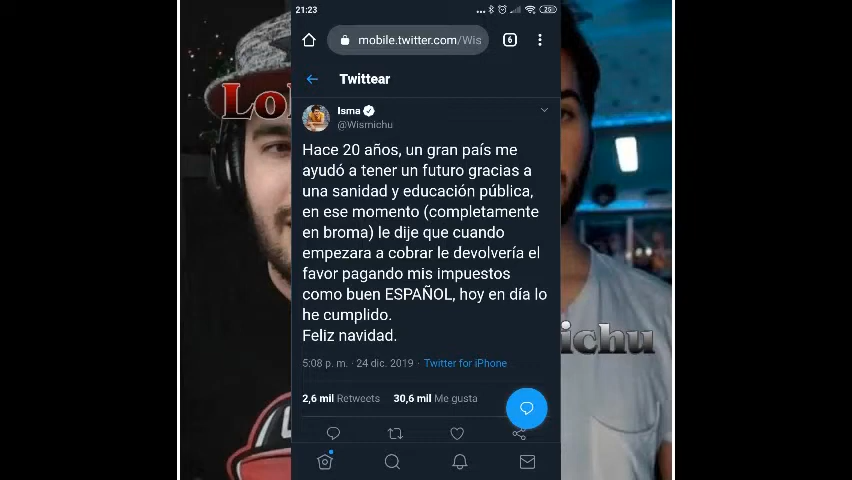 21:23
25
mobile.twitter.com/Wis
6
Twittear
Isma
@Wismichu
Hace 20 años, un gran país me
ayudó a tener un futuro gracias a
una sanidad y educación pública,
en ese momento (completamente
en broma) le dije que cuando
empezara a cobrar le devolvería el
favor pagando mis impuestos
como buen ESPAÑOL, hoy en día lo
he cumplido.
Feliz navidad.
5:08 p. m. · 24 dic. 2019 · Twitter for iPhone
2,6 mil Retweets 30,6 mil Me gusta
Lo
ichu